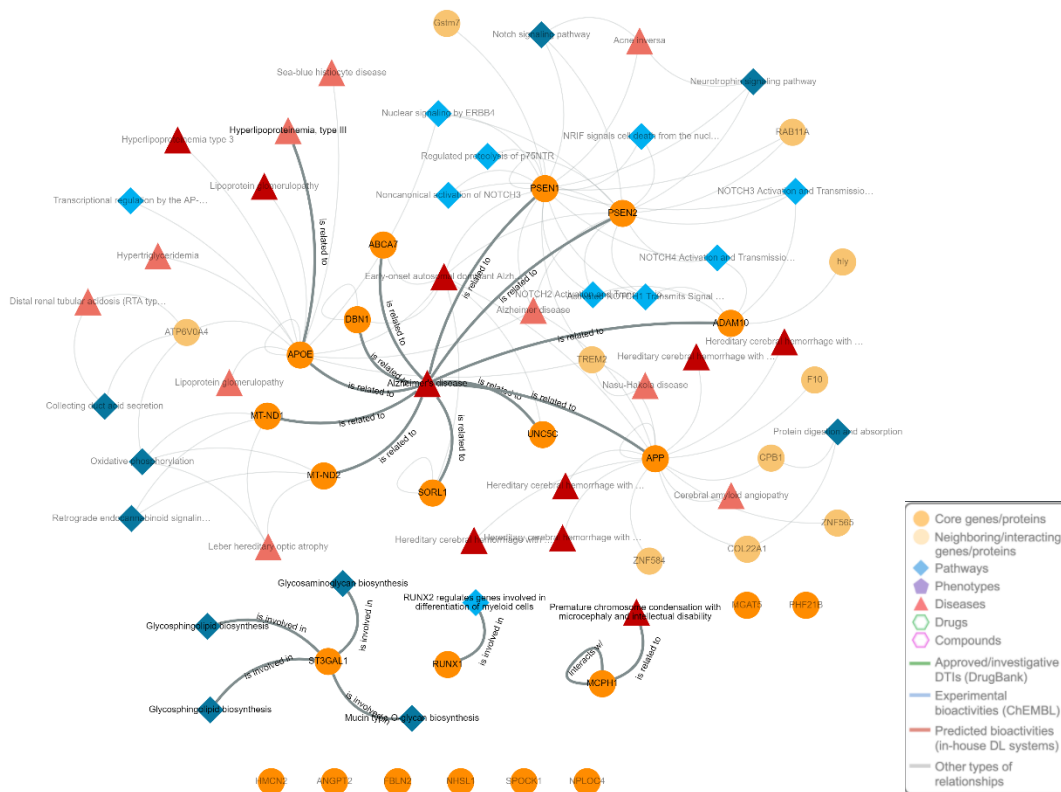 Gstm7
Notch signaling pathway
Acne inversa
Sea-blue histiocyte disease
Neurotrophin signaling pathway
Nuclear signaling by ERBB4
Hyperlipoproteinemia, type III
Hyperlipoproteinemia type 3
NRIF signals cell death from the nucl...
RAB11A
Regulated proteolysis of p75NTR
Lipoprotein glomerulopathy
Noncanonical activation of NOTCH3
PSEN1
NOTCH3 Activation and Transmissio...
Transcriptional regulation by the AP-...
PSEN2
is related to
ABCA7
Hypertriglyceridemia
NOTCH4 Activation and Transmissio...
hly
Early-onset autosomal dominant Alzh...
is related to
is related to
NOTCH2 Activation and
Activated NOTCH1 Transmits Signal ...
Distal renal tubular acidosis (RTA typ...
Alzheimer disease
DBN1
is related to
ADAM10
ATP6V0A4
is related to
Hereditary cerebral hemorrhage with ...
APOE
is related to
TREM2
Hereditary cerebral hemorrhage with ...
Lipoprotein glomerulopathy
is related to
Alzheimer's disease
is related to
is related to
Nasu-Hakola disease
F10
Collecting duct acid secretion
MT-ND1
is related to
UNC5C
Protein digestion and absorption
is related to
is related to
APP
CPB1
Oxidative phosphorylation
MT-ND2
SORL1
Hereditary cerebral hemorrhage with ...
Cerebral amyloid angiopathy
Retrograde endocannabinoid signalin...
ZNF565
Hereditary cerebral hemorrhage with
Hereditary cerebral hemorrhage with ...
COL22A1
Leber hereditary optic atrophy
ZNF584
Glycosaminoglycan biosynthesis
RUNX2 regulates genes involved in
differentiation of myeloid cells
Premature chromosome condensation with
microcephaly and intellectual disability
MGAT5
PHF21B
is involved in
is involved in
Glycosphingolipid biosynthesis
is involved in
Interacts w/
is related to
ST3GAL1
RUNX1
MCPH1
is involved in
is involved in
Glycosphingolipid biosynthesis
Mucin type O-glycan biosynthesis
HMCN2
ANGPT2
FBLN2
NHSL1
SPOCK1
NPLOC4
Core genes/proteins
Neighboring/interacting
genes/proteins
Pathways
Phenotypes
Diseases
Drugs
Compounds
Approved/investigative
DTIs (DrugBank)
Experimental
bioactivities (ChEMBL)
Predicted bioactivities
(in-house DL systems)
Other types of
relationships